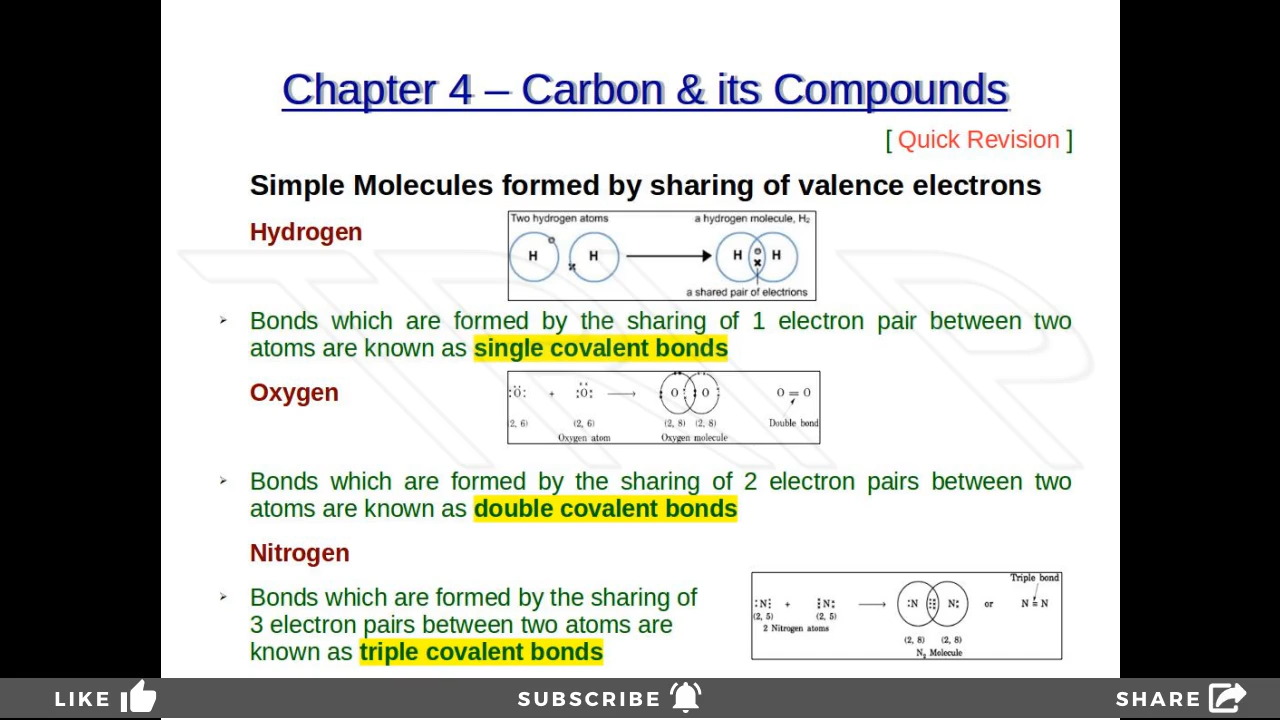 Chapter 4 – Carbon & its Compounds
[ Quick Revision ]
Simple Molecules formed by sharing of valence electrons
Hydrogen
Two hydrogen atoms
a hydrogen molecule, H₂
H H H H
a shared pair of electrons
➢ Bonds which are formed by the sharing of 1 electron pair between two
atoms are known as single covalent bonds
Oxygen
:O: + :O: O O O = O
2, 6) (2, 6) (2, 8) (2, 8) Double bond
Oxygen atom Oxygen molecule
➢ Bonds which are formed by the sharing of 2 electron pairs between two
atoms are known as double covalent bonds
Nitrogen
➢ Bonds which are formed by the sharing of
3 electron pairs between two atoms are
known as triple covalent bonds
Triple bond
:N: + :N: :N N: or N ≡ N
(2, 5) (2, 5)
2 Nitrogen atoms
(2, 8) (2, 8)
N₂ Molecule
LIKE SUBSCRIBE SHARE